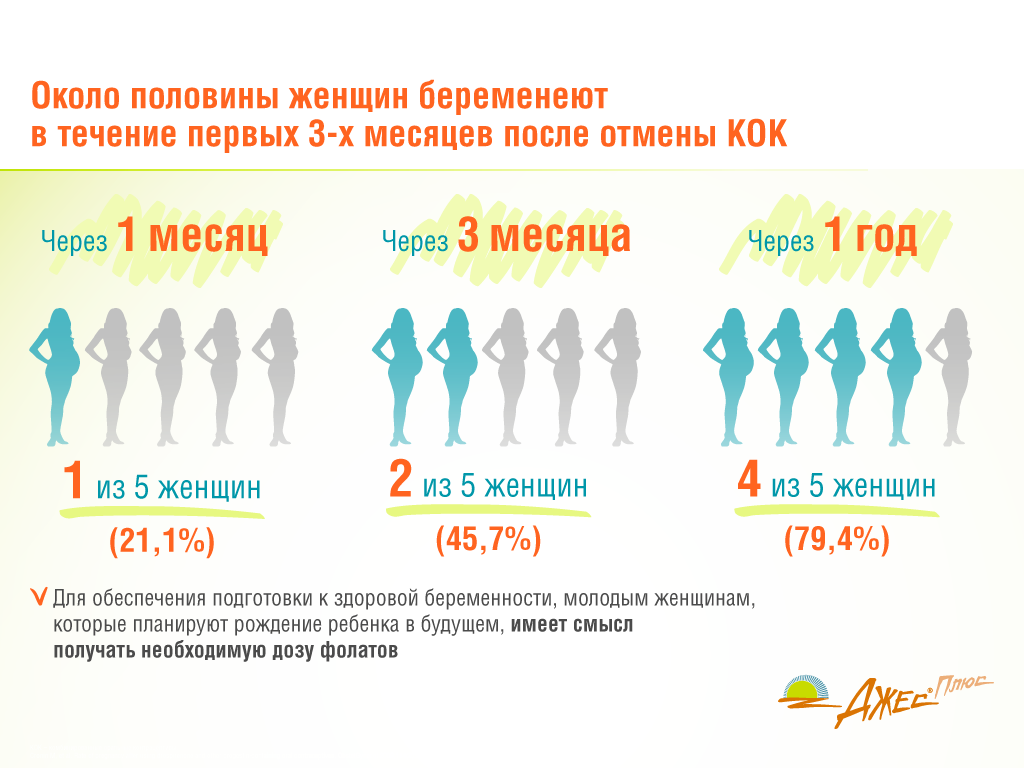 Около половины женщин беременеют
в течение первых 3-х месяцев после отмены КОК
Через 1 месяц
Через 3 месяца
Через 1 год
1 из 5 женщин
2 из 5 женщин
4 из 5 женщин
(21,1%)
(45,7%)
(79,4%)
Для обеспечения подготовки к здоровой беременности, молодым женщинам,
которые планируют рождение ребенка в будущем, имеет смысл
получать необходимую дозу фолатов
Джес® Плюс